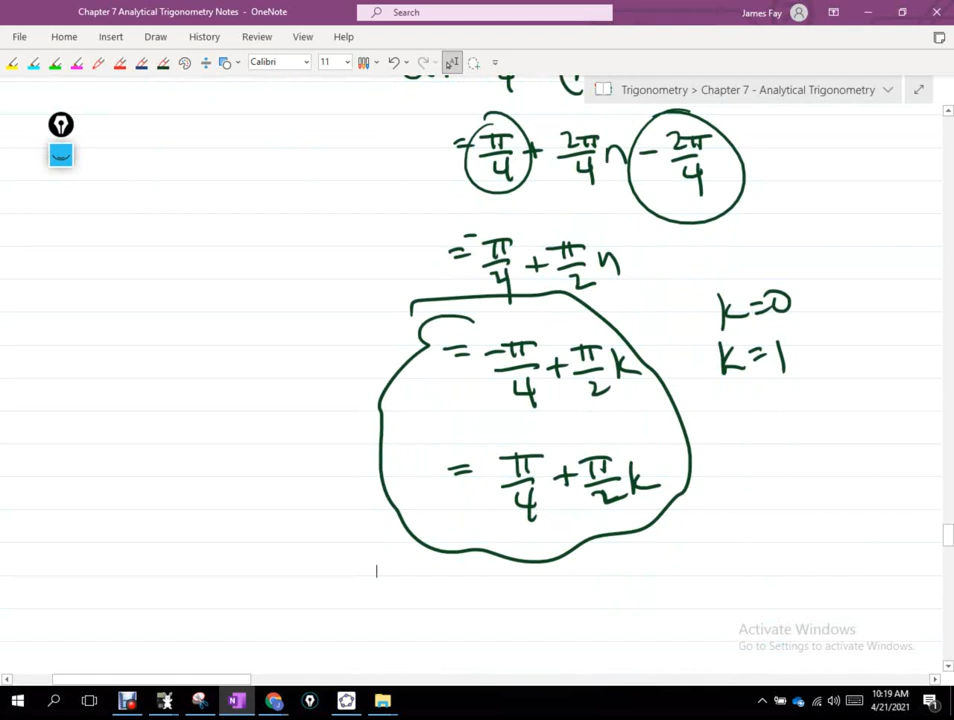 Chapter 7 Analytical Trigonometry Notes - OneNote
Search
James Fay
File Home Insert Draw History Review View Help
Calibri 11
Trigonometry > Chapter 7 - Analytical Trigonometry
= π/4 + 2π/4 n - 2π/4
= -π/4 + π/2 n
k=0
= -π/4 + π/2 k
k=1
= π/4 + π/2 k
Activate Windows
Go to Settings to activate Windows.
10:19 AM
4/21/2021